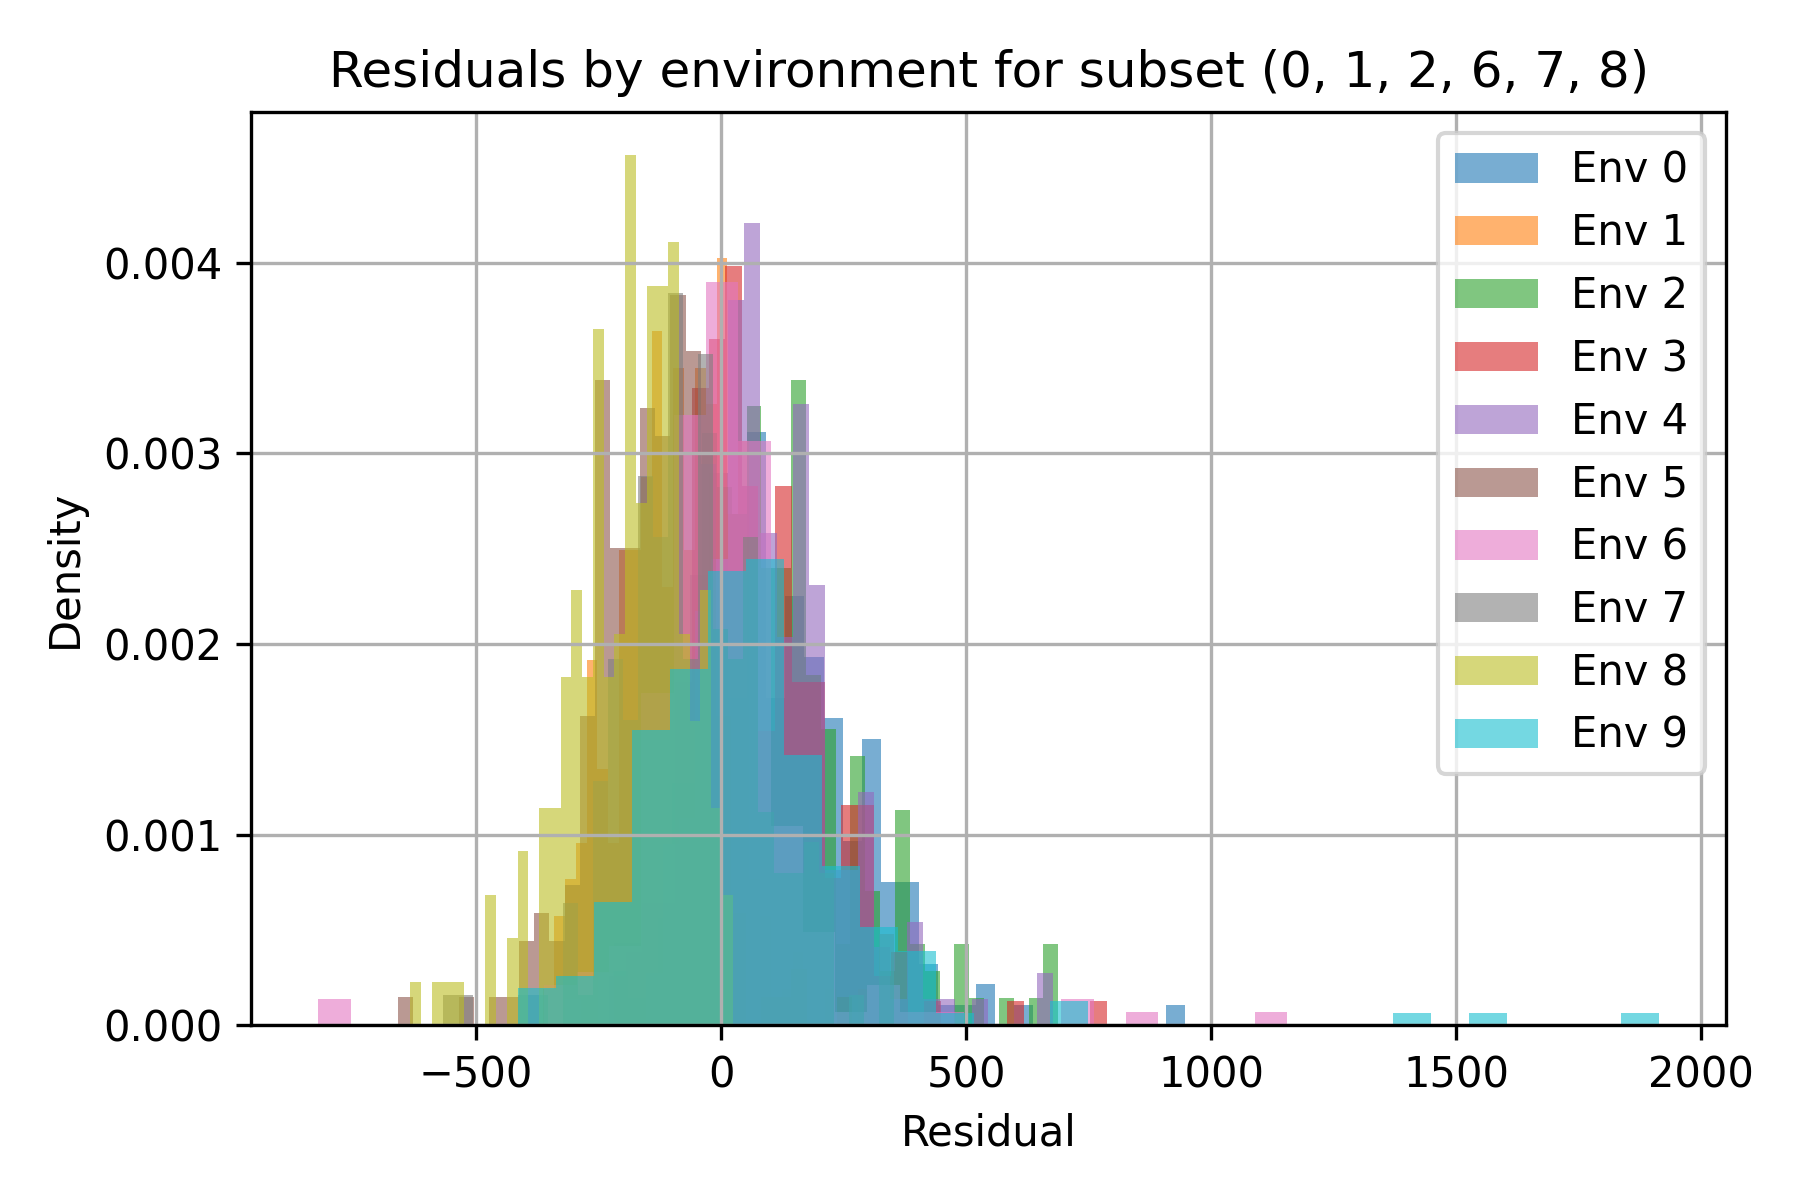 Residuals by environment for subset (0, 1, 2, 6, 7, 8)
Density
0.004
0.003
0.002
0.001
0.000
−500
0
500
1000
1500
2000
Residual
Env 0
Env 1
Env 2
Env 3
Env 4
Env 5
Env 6
Env 7
Env 8
Env 9